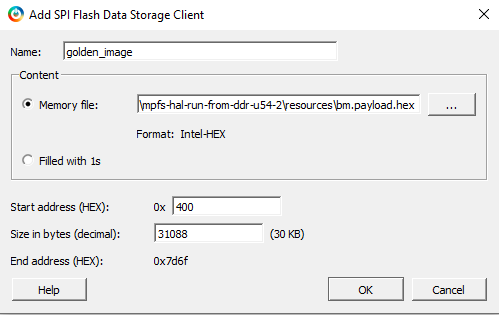 Add SPI Flash Data Storage Client
Name: golden_image
Content
Memory file: \mpfs-hal-run-from-ddr-u54-2\resources\bm.payload.hex ...
Format: Intel-HEX
Filled with 1s
Start address (HEX): 0x 400
Size in bytes (decimal): 31088 (30 KB)
End address (HEX): 0x7d6f
Help OK Cancel